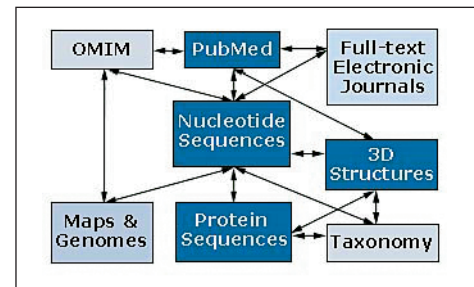 OMIM
PubMed
Full-text
Electronic
Journals
Nucleotide
Sequences
3D
Structures
Maps &
Genomes
Protein
Sequences
Taxonomy